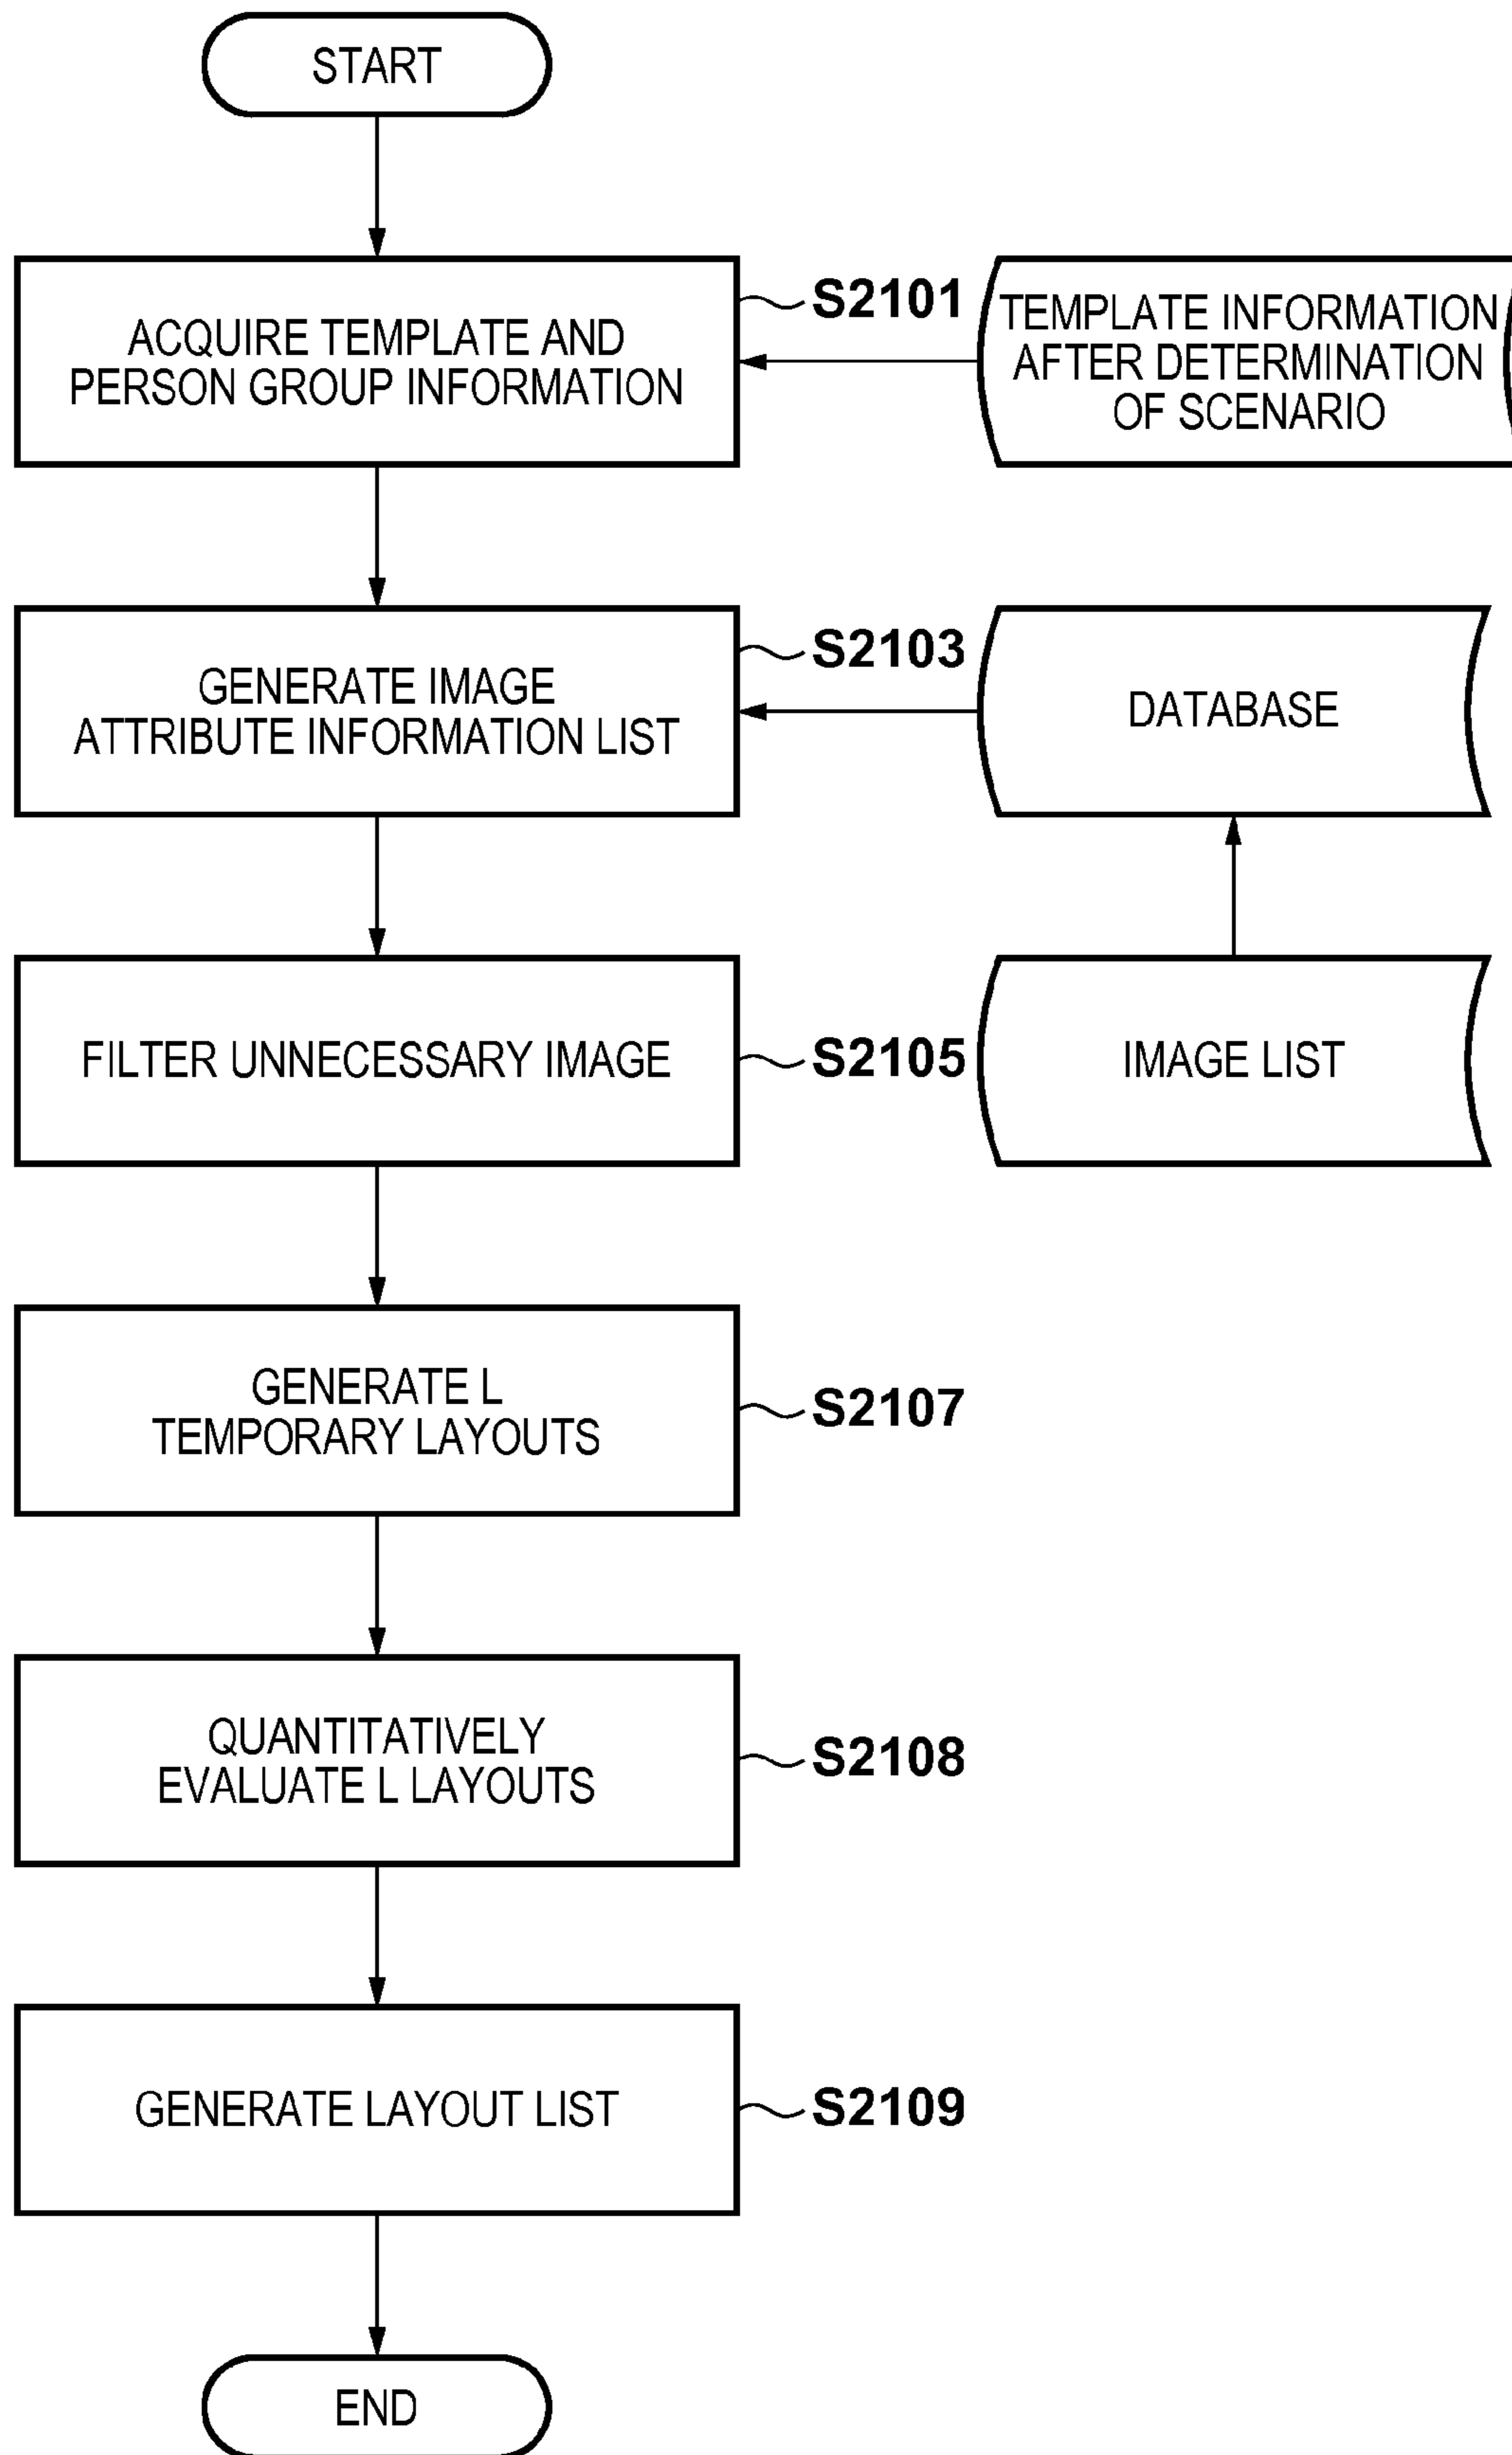 START
ACQUIRE TEMPLATE AND
PERSON GROUP INFORMATION
S2101
TEMPLATE INFORMATION
AFTER DETERMINATION
OF SCENARIO
GENERATE IMAGE
ATTRIBUTE INFORMATION LIST
S2103
DATABASE
FILTER UNNECESSARY IMAGE
S2105
IMAGE LIST
GENERATE L
TEMPORARY LAYOUTS
S2107
QUANTITATIVELY
EVALUATE L LAYOUTS
S2108
GENERATE LAYOUT LIST
S2109
END